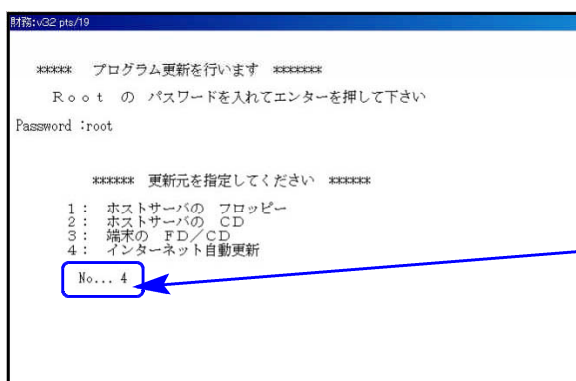 財務:v32 pts/19
***** プログラム更新を行います *******
Ｒｏｏｔ の パスワードを入れてエンターを押して下さい
Password :root
****** 更新元を指定してください ******
1： ホストサーバの フロッピー
2： ホストサーバの ＣＤ
3： 端末の ＦＤ／ＣＤ
4： インターネット自動更新
No... 4